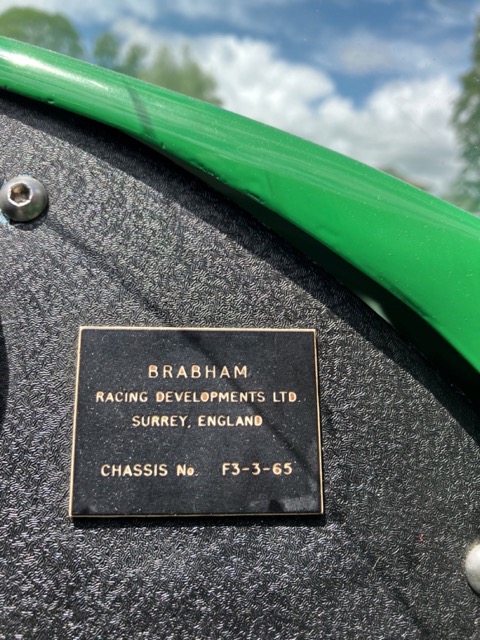 BRABHAM
RACING DEVELOPMENTS LTD.
SURREY, ENGLAND
CHASSIS No. F3-3-65